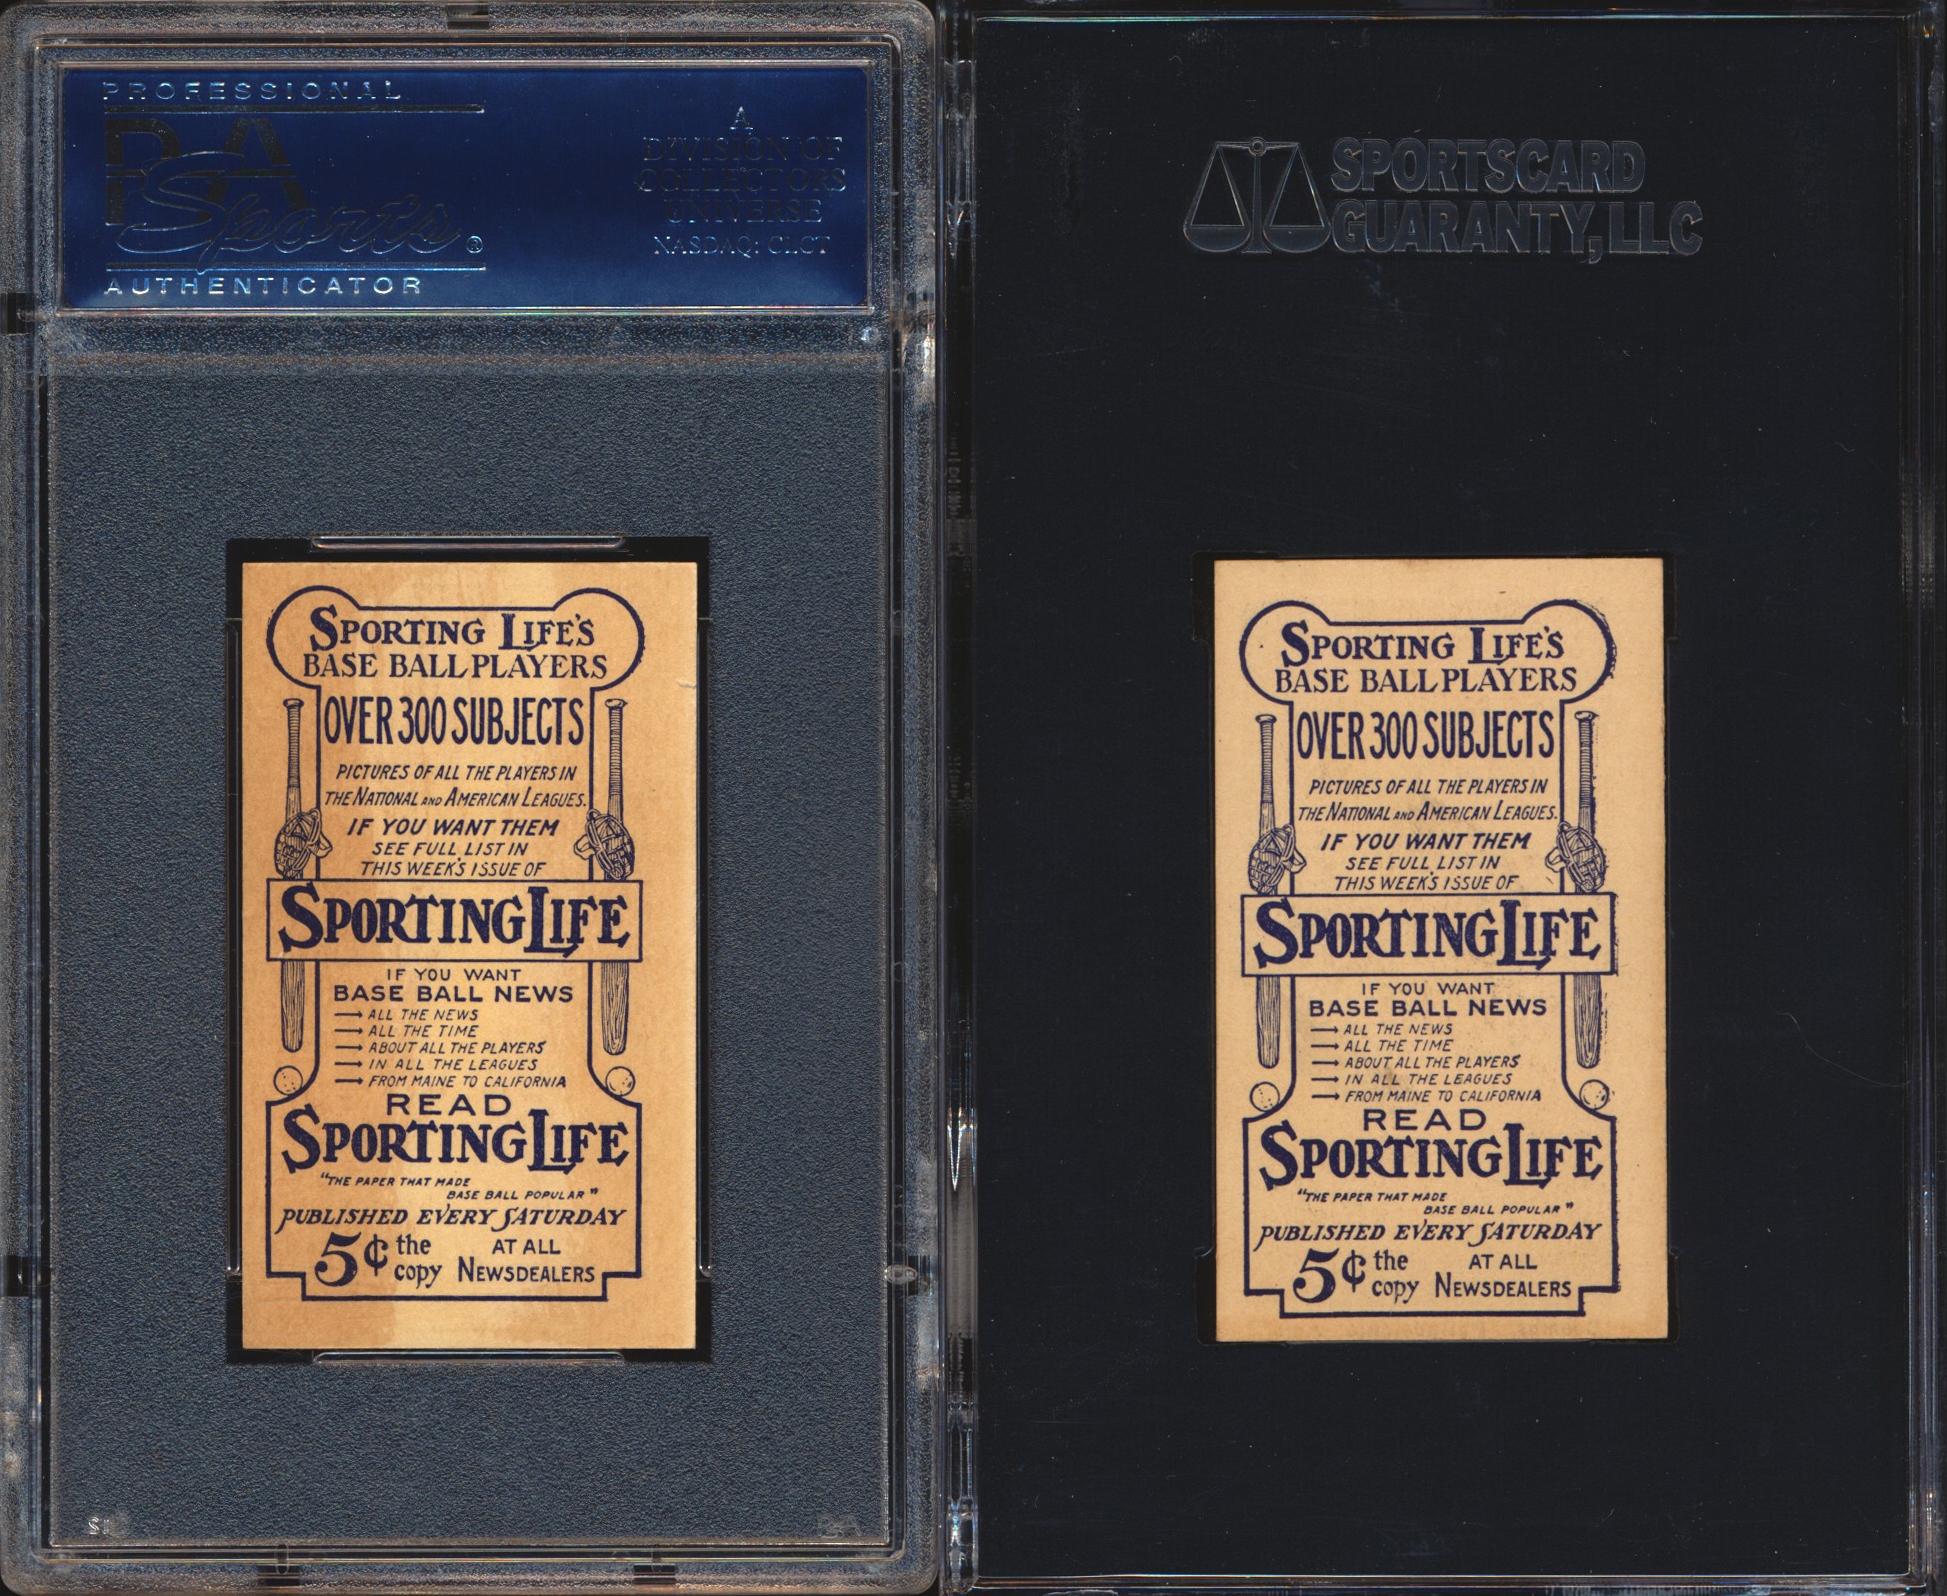 PROFESSIONAL
PSA
Sports®
AUTHENTICATOR
A
DIVISION OF
COLLECTORS
UNIVERSE
NASDAQ: CLCT
SPORTING LIFE'S
BASE BALL PLAYERS
OVER 300 SUBJECTS
PICTURES OF ALL THE PLAYERS IN
THE NATIONAL AND AMERICAN LEAGUES.
IF YOU WANT THEM
SEE FULL LIST IN
THIS WEEK'S ISSUE OF
SPORTING LIFE
IF YOU WANT
BASE BALL NEWS
→ ALL THE NEWS
→ ALL THE TIME
→ ABOUT ALL THE PLAYERS
→ IN ALL THE LEAGUES
→ FROM MAINE TO CALIFORNIA
READ
SPORTING LIFE
"THE PAPER THAT MADE
BASE BALL POPULAR"
PUBLISHED EVERY SATURDAY
5¢ the copy AT ALL NEWSDEALERS
SPORTSCARD
GUARANTY, LLC
SPORTING LIFE'S
BASE BALL PLAYERS
OVER 300 SUBJECTS
PICTURES OF ALL THE PLAYERS IN
THE NATIONAL AND AMERICAN LEAGUES.
IF YOU WANT THEM
SEE FULL LIST IN
THIS WEEK'S ISSUE OF
SPORTING LIFE
IF YOU WANT
BASE BALL NEWS
→ ALL THE NEWS
→ ALL THE TIME
→ ABOUT ALL THE PLAYERS
→ IN ALL THE LEAGUES
→ FROM MAINE TO CALIFORNIA
READ
SPORTING LIFE
"THE PAPER THAT MADE
BASE BALL POPULAR"
PUBLISHED EVERY SATURDAY
5¢ the copy AT ALL NEWSDEALERS